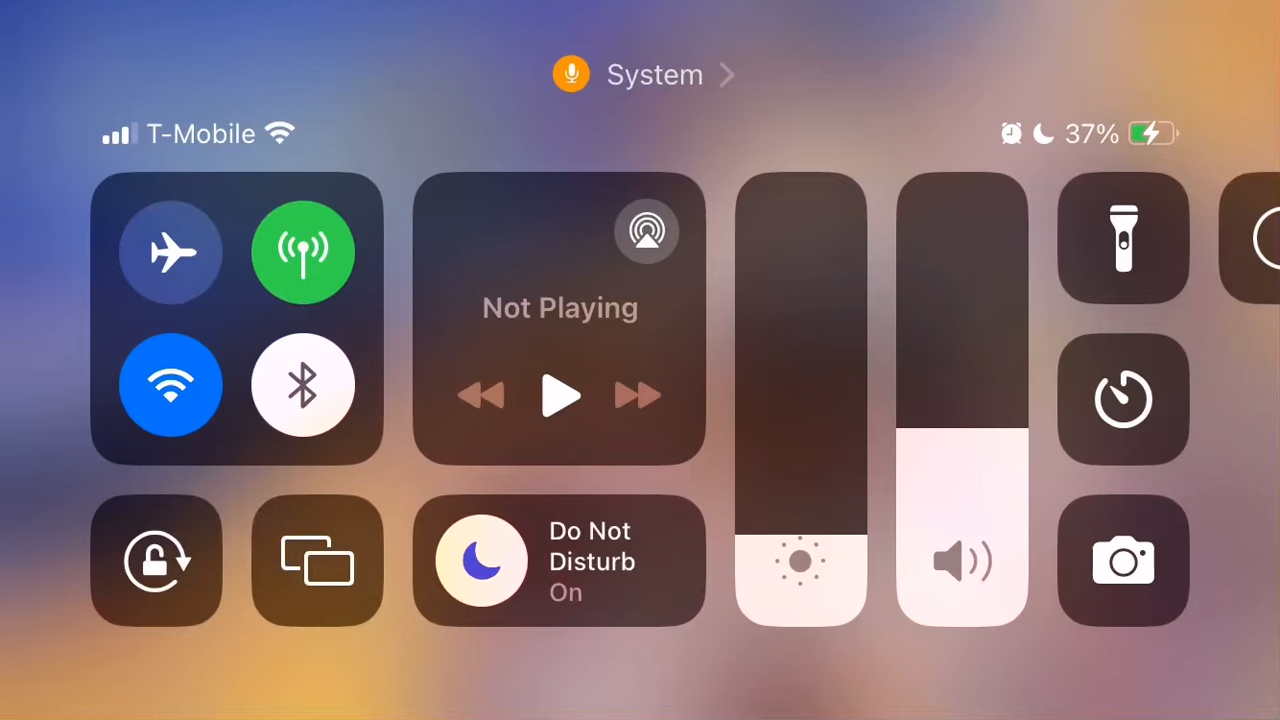 System
T-Mobile
37%
Not Playing
Do Not
Disturb
On